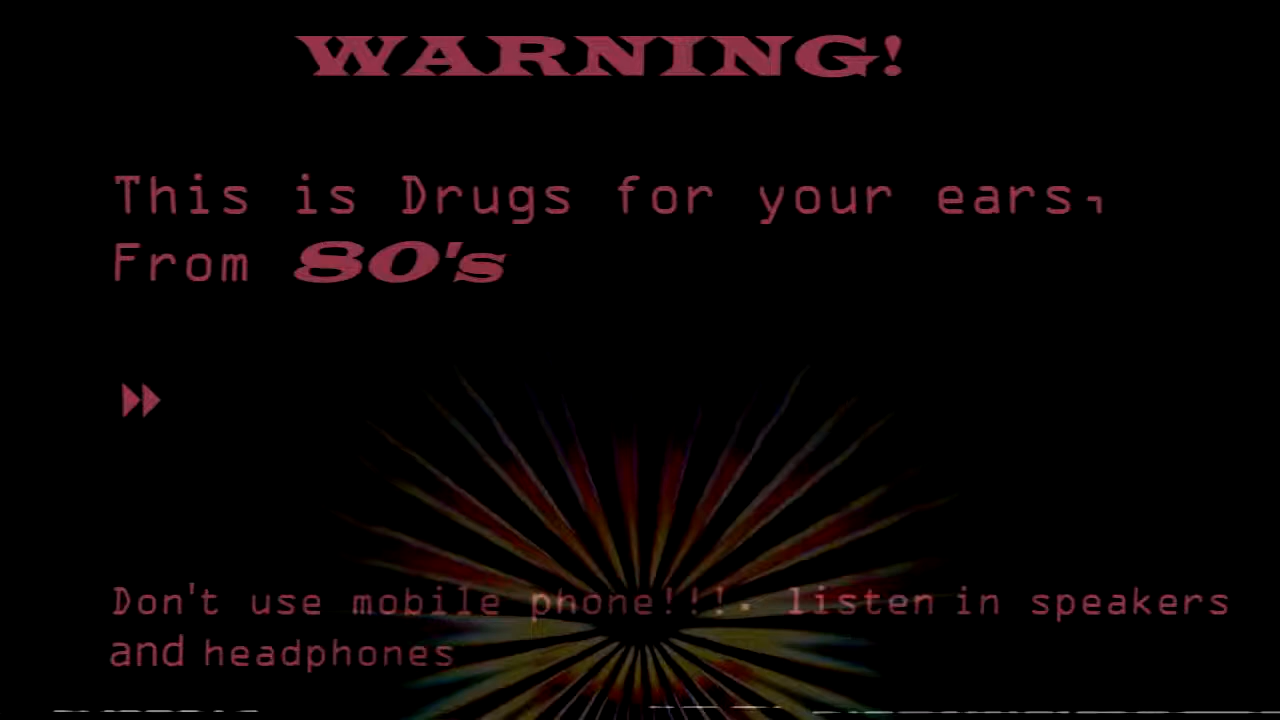 WARNING!
This is Drugs for your ears,
From 80's
Don't use mobile phone!!!. listen in speakers
and headphones